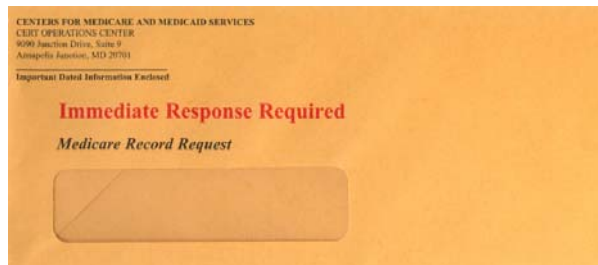 CENTERS FOR MEDICARE AND MEDICAID SERVICES
CERT OPERATIONS CENTER
9090 Junction Drive, Suite 9
Annapolis Junction, MD 20701
Important Dated Information Enclosed
Immediate Response Required
Medicare Record Request